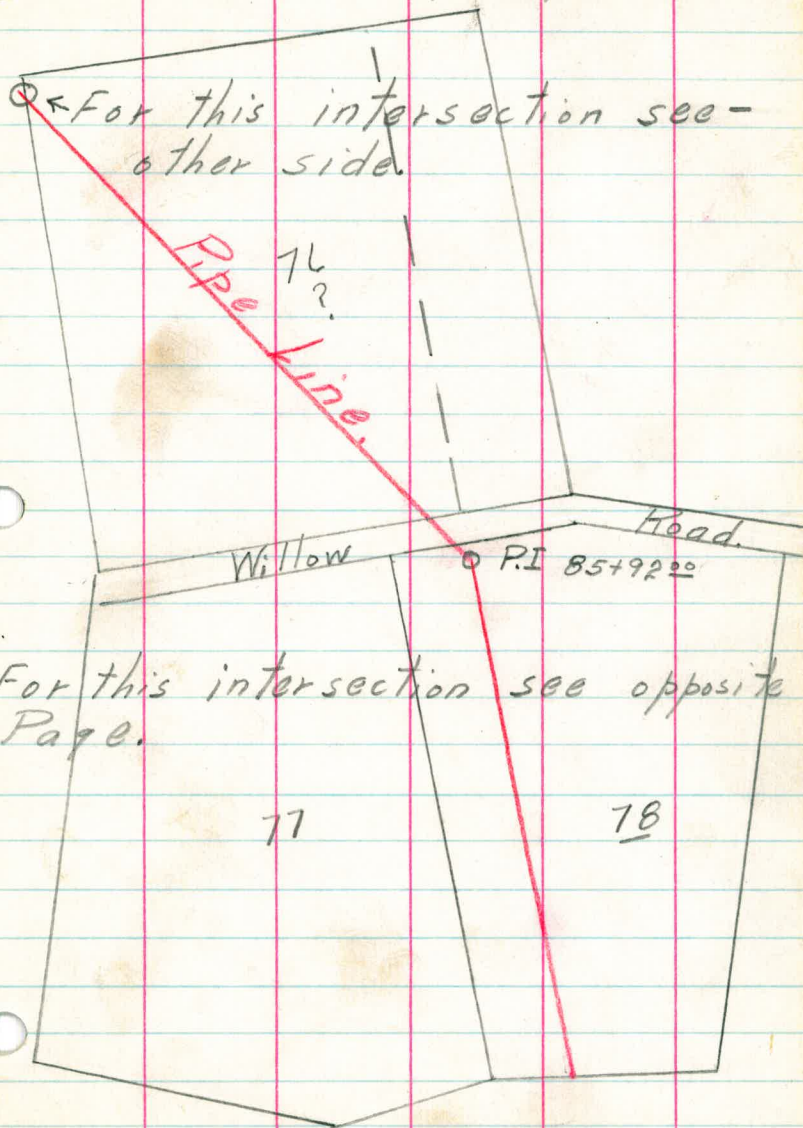 ←For this intersection see-
other side.
Pipe Line.
76
?
Willow Road.
P.I 85+92 00
For this intersection see opposite
Page.
77
78